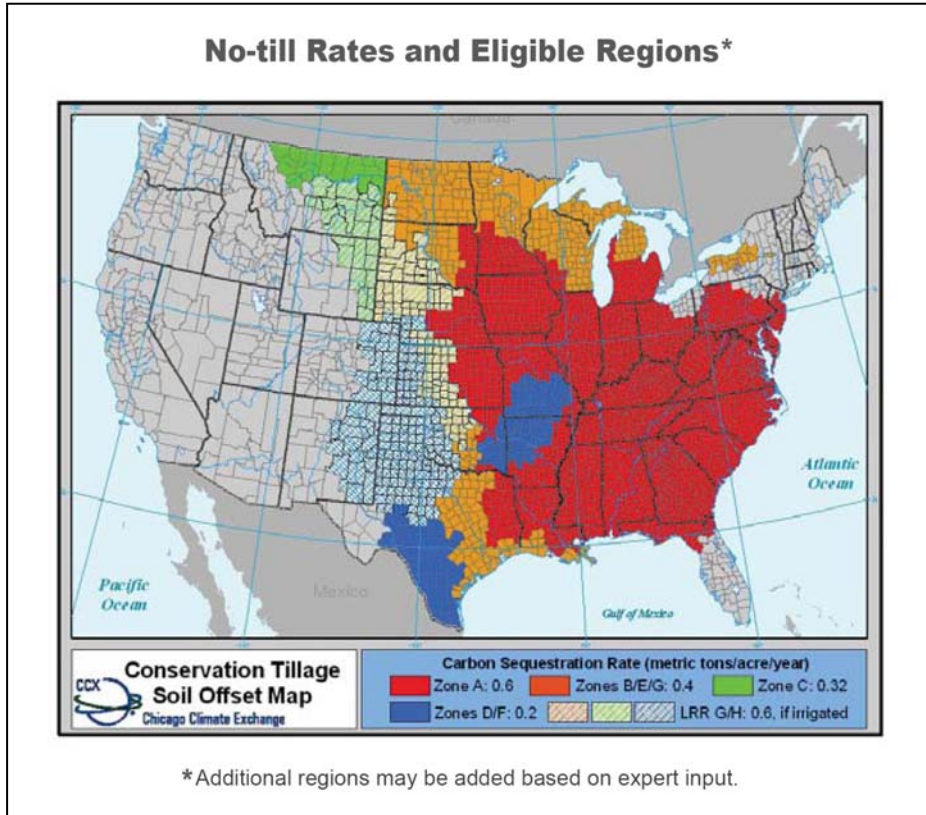 No-till Rates and Eligible Regions*
Canada
Atlantic
Ocean
Pacific
Ocean
Mexico
Gulf of Mexico
CCX
Conservation Tillage
Soil Offset Map
Chicago Climate Exchange
Carbon Sequestration Rate (metric tons/acre/year)
Zone A: 0.6 Zones B/E/G: 0.4 Zone C: 0.32
Zones D/F: 0.2 LRR G/H: 0.6, if irrigated
*Additional regions may be added based on expert input.